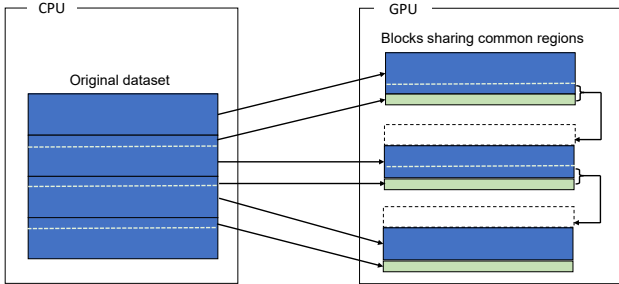 CPU
GPU
Original dataset
Blocks sharing common regions